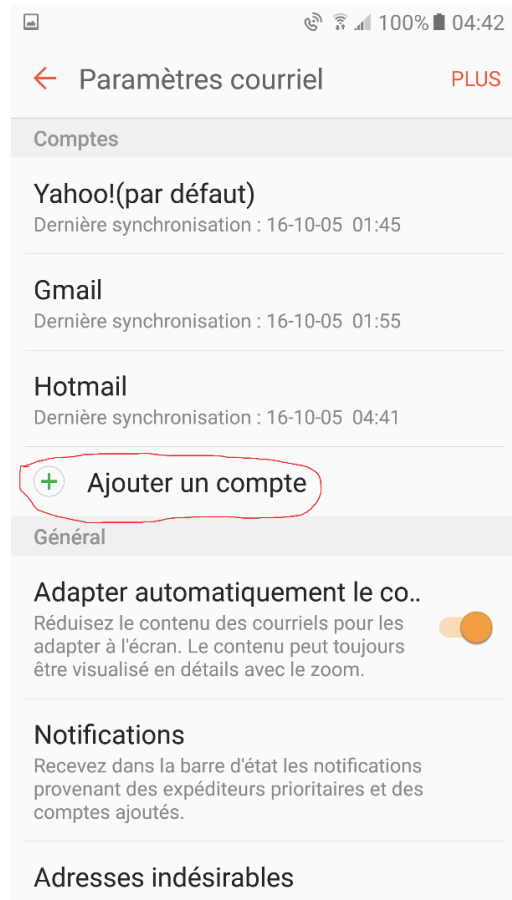 100% 04:42
Paramètres courriel PLUS
Comptes
Yahoo!(par défaut)
Dernière synchronisation : 16-10-05 01:45
Gmail
Dernière synchronisation : 16-10-05 01:55
Hotmail
Dernière synchronisation : 16-10-05 04:41
Ajouter un compte
Général
Adapter automatiquement le co..
Réduisez le contenu des courriels pour les
adapter à l'écran. Le contenu peut toujours
être visualisé en détails avec le zoom.
Notifications
Recevez dans la barre d'état les notifications
provenant des expéditeurs prioritaires et des
comptes ajoutés.
Adresses indésirables